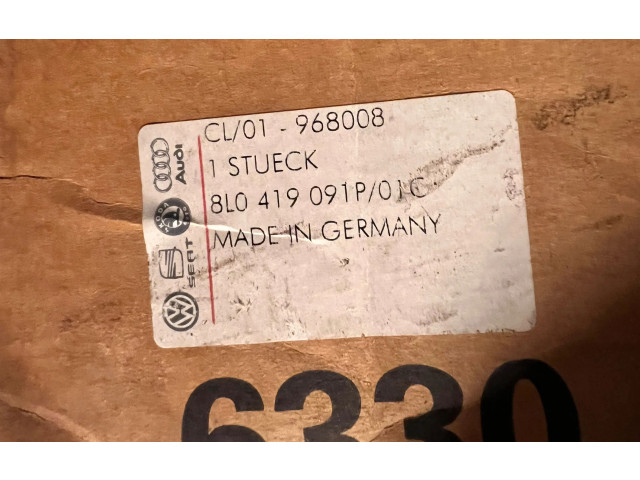 CL/01 - 968008
1 STUECK
8L0 419 091P/01C
MADE IN GERMANY
Audi
SEAT
6330